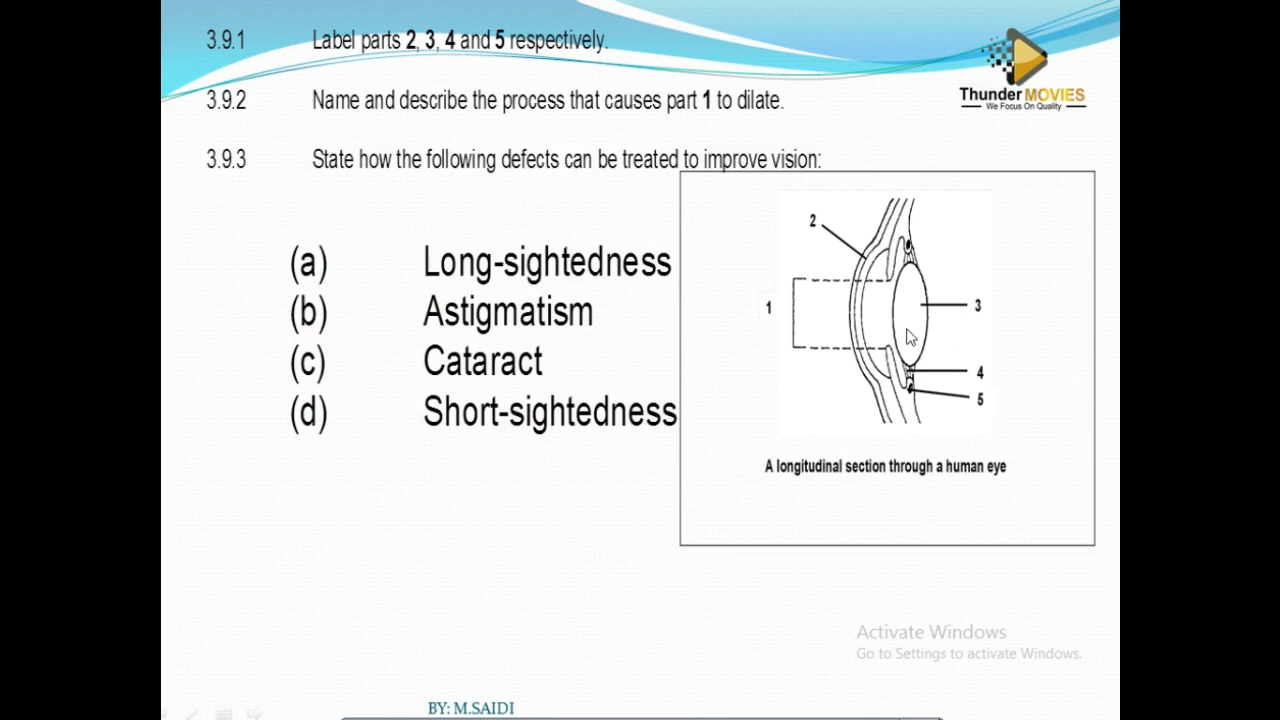 3.9.1 Label parts 2, 3, 4 and 5 respectively.
Thunder MOVIES
We Focus On Quality
3.9.2 Name and describe the process that causes part 1 to dilate.
3.9.3 State how the following defects can be treated to improve vision:
(a) Long-sightedness
(b) Astigmatism
(c) Cataract
(d) Short-sightedness
2
1
3
4
5
A longitudinal section through a human eye
Activate Windows
Go to Settings to activate Windows.
BY: M.SAIDI